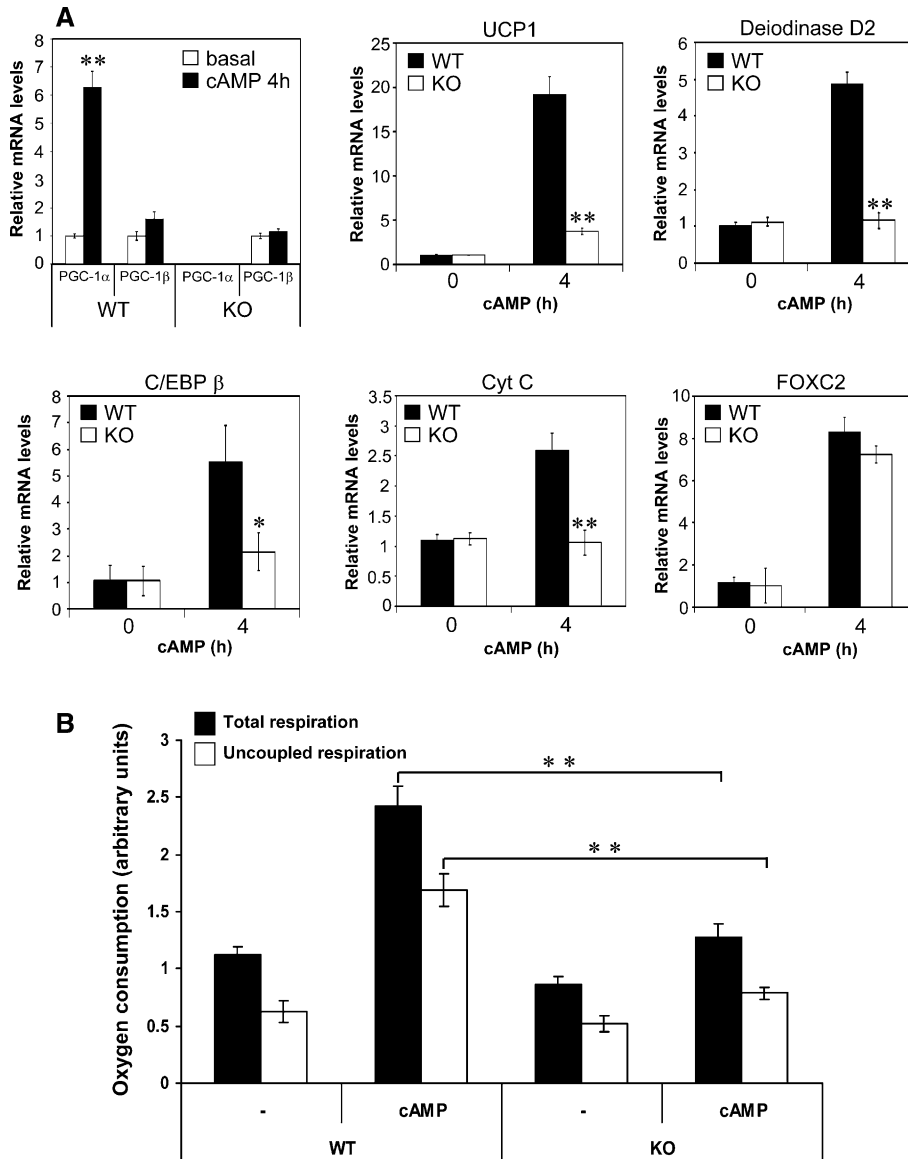 A
Relative mRNA levels
8
7
6
5
4
3
2
1
0
**
basal
cAMP 4h
PGC-1α PGC-1β PGC-1α PGC-1β
WT KO
UCP1
Relative mRNA levels
25
20
15
10
5
0
WT
KO
**
0 4
cAMP (h)
Deiodinase D2
Relative mRNA levels
6
5
4
3
2
1
0
WT
KO
**
0 4
cAMP (h)
C/EBP β
Relative mRNA levels
8
7
6
5
4
3
2
1
0
WT
KO
*
0 4
cAMP (h)
Cyt C
Relative mRNA levels
3.5
3
2.5
2
1.5
1
0.5
0
WT
KO
**
0 4
cAMP (h)
FOXC2
Relative mRNA levels
10
8
6
4
2
0
WT
KO
0 4
cAMP (h)
B
Oxygen consumption (arbitrary units)
Total respiration
Uncoupled respiration
3
2.5
2
1.5
1
0.5
0
* *
* *
- cAMP - cAMP
WT KO